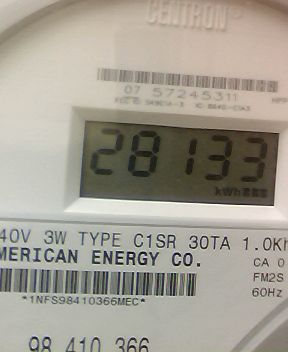 CENTRON®
07 57245311
28133
kWh
40V 3W TYPE C1SR 30TA 1.0Kh
MERICAN ENERGY CO.
CA 0
FM2S
60Hz
*1NFS98410366MEC*
98 410 366